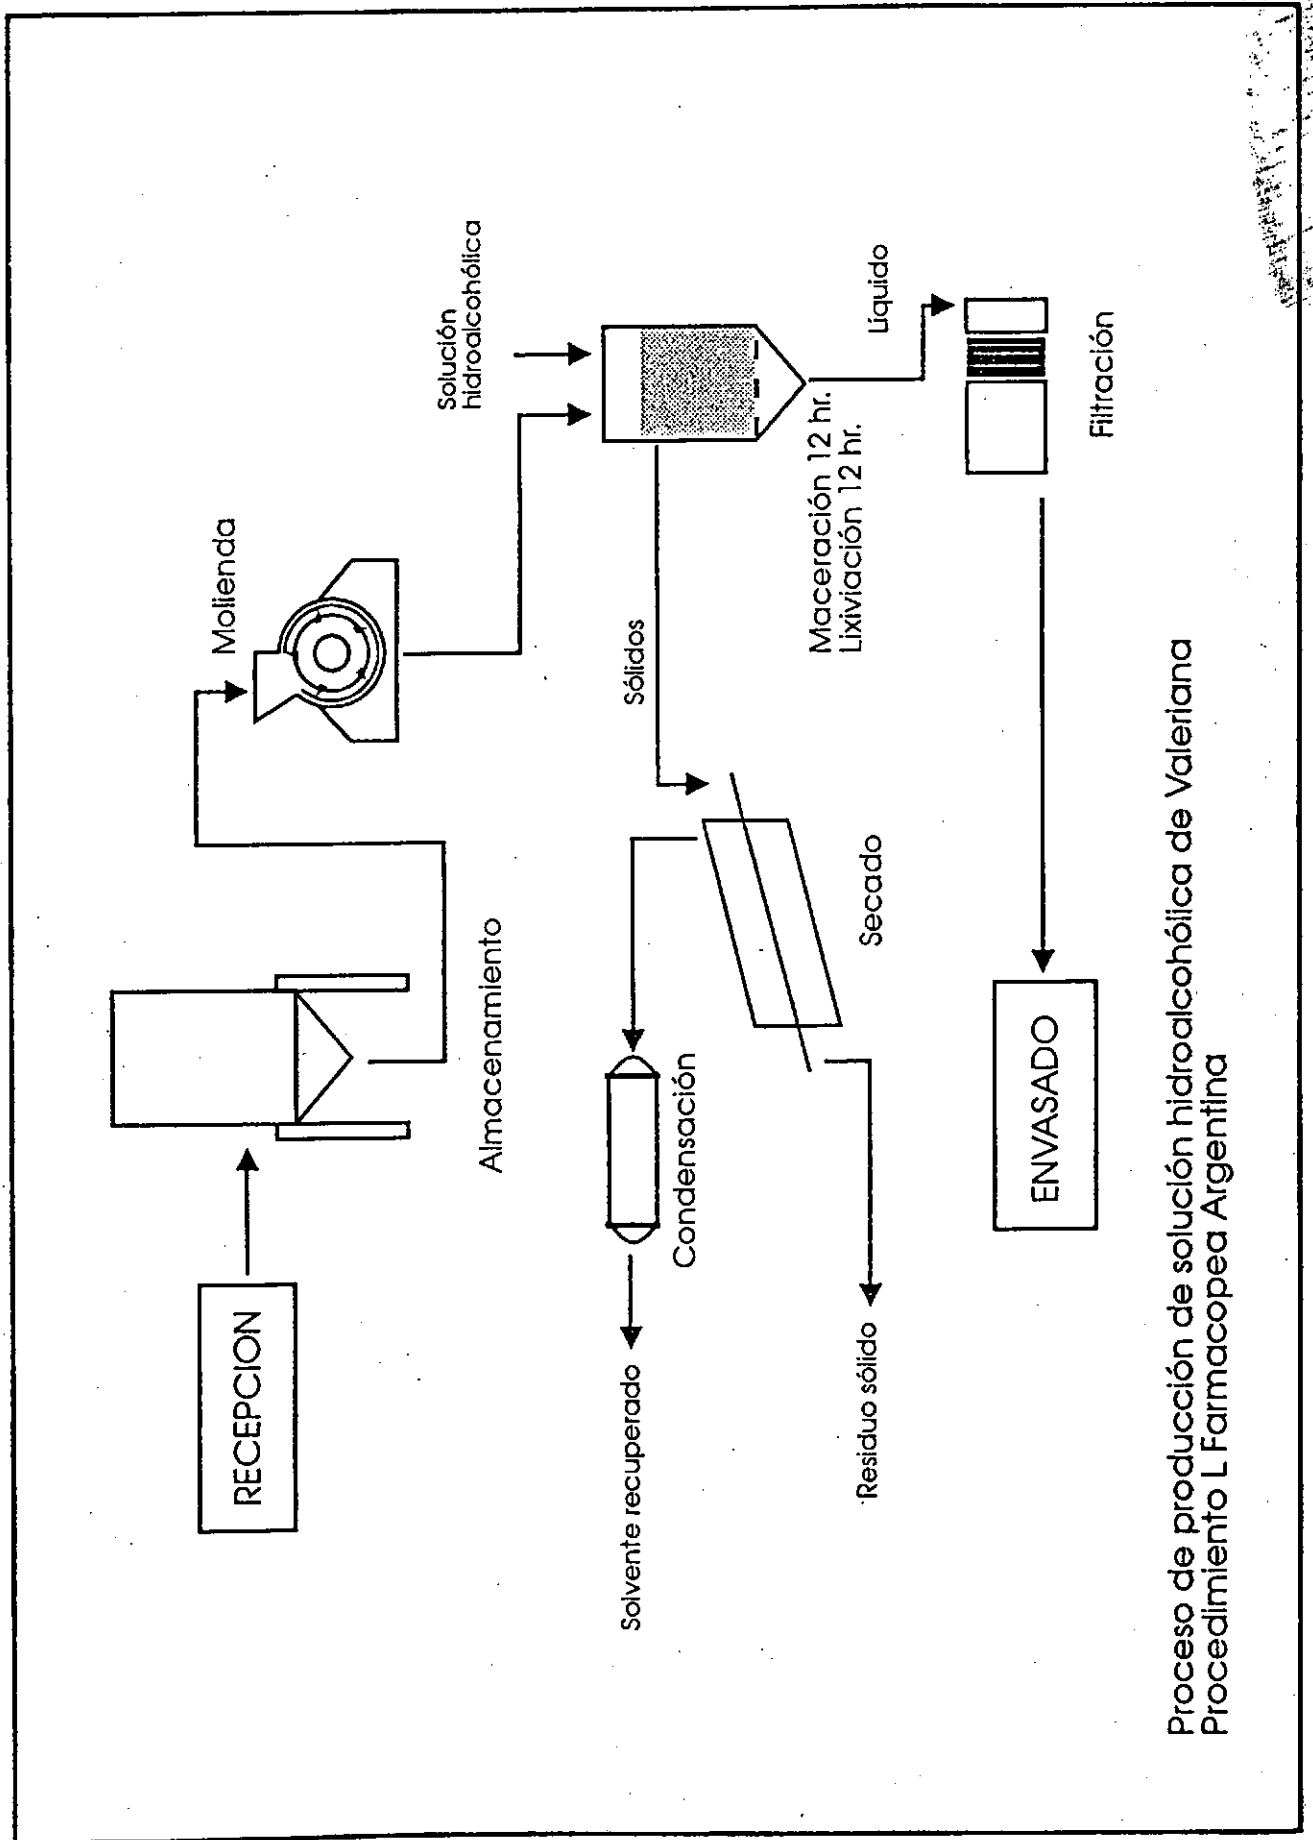 RECEPCION
Almacenamiento
Molienda
Solución
hidroalcohólica
Maceración 12 hr.
Lixiviación 12 hr.
Sólidos
Líquido
Secado
Condensación
Solvente recuperado
Residuo sólido
Filtración
ENVASADO
Proceso de producción de solución hidroalcohólica de Valeriana
Procedimiento L Farmacopea Argentina